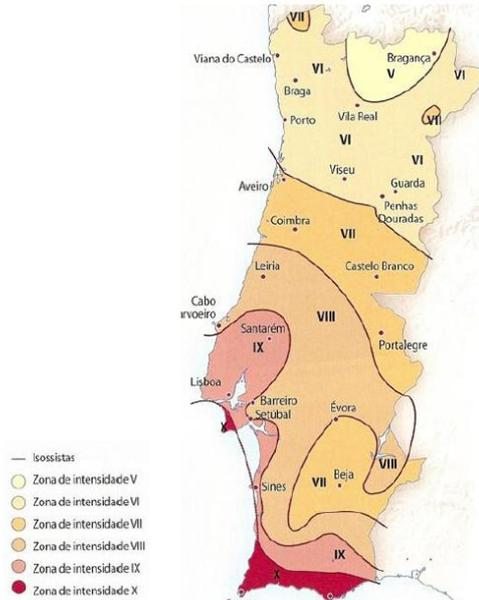 VII
Viana do Castelo
Bragança
VI
V
VI
Braga
Porto
Vila Real
VII
VI
VI
Viseu
Aveiro
Guarda
Penhas
Douradas
Coimbra
VII
Leiria
Castelo Branco
Cabo
arvoeiro
VIII
Santarém
IX
Portalegre
Lisboa
Barreiro
Setúbal
Évora
X
VIII
Beja
VII
Sines
IX
X
Isossistas
Zona de intensidade V
Zona de intensidade VI
Zona de intensidade VII
Zona de intensidade VIII
Zona de intensidade IX
Zona de intensidade X